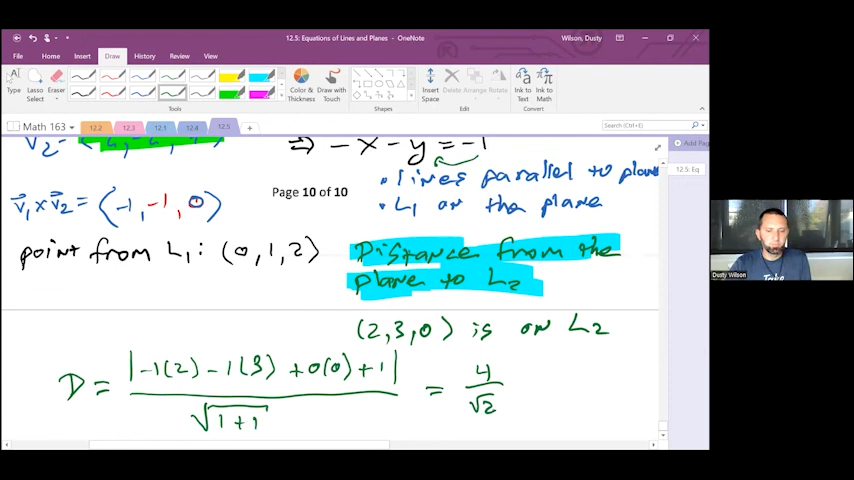 12.5: Equations of Lines and Planes - OneNote
Wilson, Dusty
File Home Insert Draw History Review View
Type Lasso Select Eraser
Color & Thickness Draw with Touch
Insert Space Delete Arrange Rotate
Ink to Text Ink to Math
Tools Shapes Edit
Math 163 12.2 12.3 12.1 12.4 12.5
Search (Ctrl+E)
Add Pag
12.5: Eq
⇒ -x - y = -1
Page 10 of 10
• lines parallel to plane
• L₁ on the plane
v⃗₁ × v⃗₂ = ⟨-1, -1, 0⟩
point from L₁: (0, 1, 2)
Distance from the
plane to L₂
(2, 3, 0) is on L₂
D = |-1(2) - 1(3) + 0(0) + 1| / √(1+1) = 4/√2
Dusty Wilson